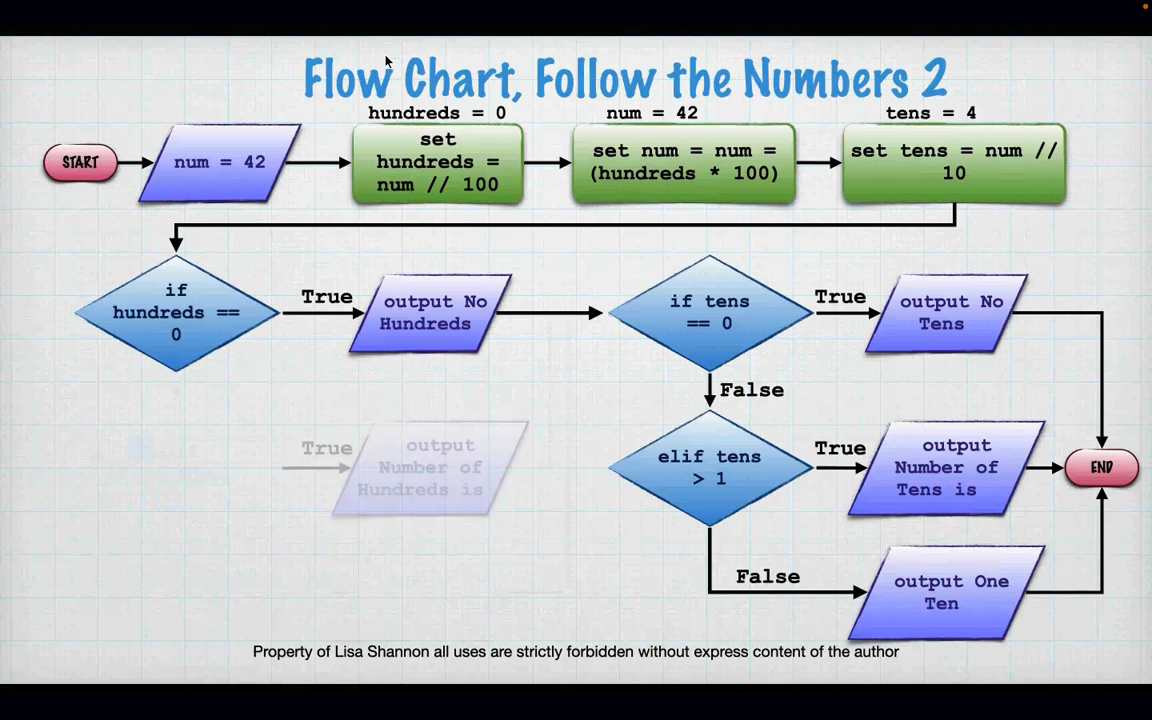 Flow Chart, Follow the Numbers 2
hundreds = 0
num = 42
tens = 4
START
num = 42
set
hundreds =
num // 100
set num = num =
(hundreds * 100)
set tens = num //
10
if
hundreds ==
0
True
output No
Hundreds
if tens
== 0
True
output No
Tens
False
True
output
Number of
Hundreds is
elif tens
> 1
True
output
Number of
Tens is
END
False
output One
Ten
Property of Lisa Shannon all uses are strictly forbidden without express content of the author